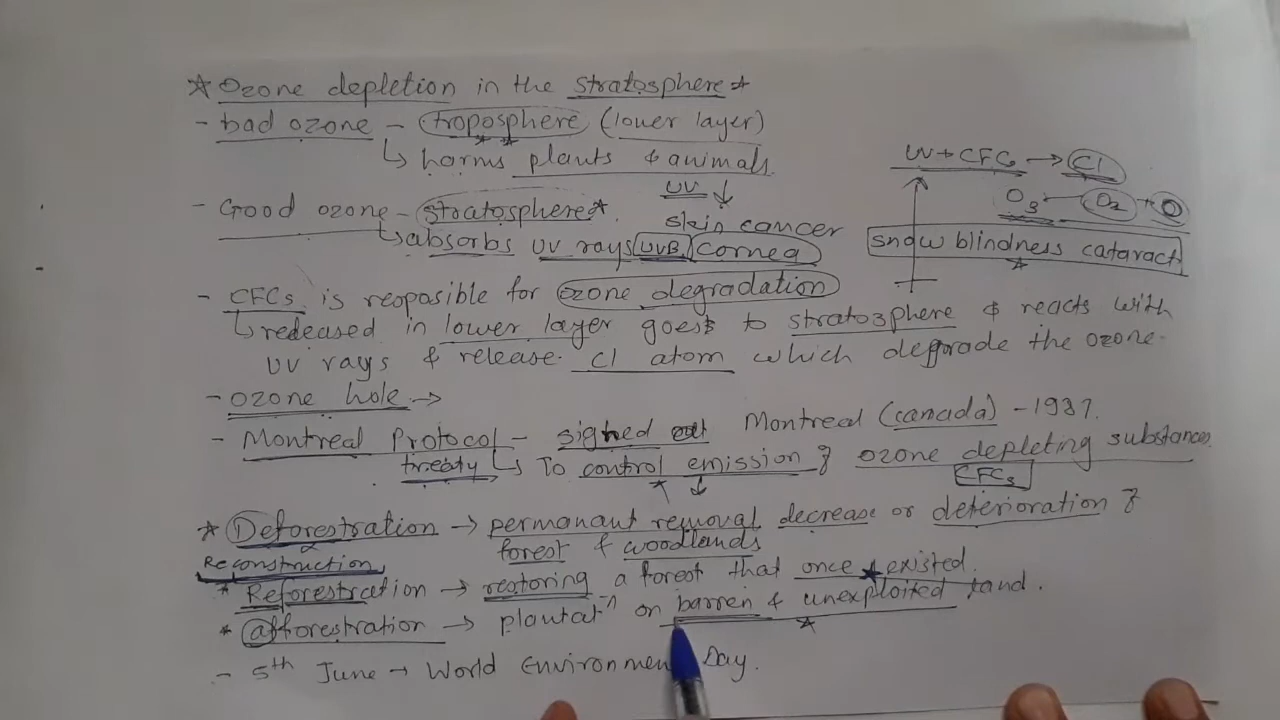 * Ozone depletion in the stratosphere *
- bad ozone - troposphere (lower layer)
↳ harms plants & animals
UV + CFCs → Cl
UV ↓
O3 — O2 + O
- Good ozone - stratosphere*.
skin cancer
↳ absorbs UV rays UVB (cornea)
snow blindness cataract
*
- CFCs is reoposible for ozone degradation
↳ redeased in lower layer goes to stratosphere & reacts with
UV rays & release. Cl atom which degrade the ozone.
- ozone hole →
- Montreal Protocol - signed at Montreal (canada) - 1987.
treaty ↳ To control emission of ozone depleting substances
CFCs
* Deforestration → permanant removal decrease or deterioration of
forest & woodlands
Reconstruction
* Reforestration → restoring a forest that once existed.
* afforestration → plantatⁿ on barren & unexploited land.
- 5th June → World Environment Day.